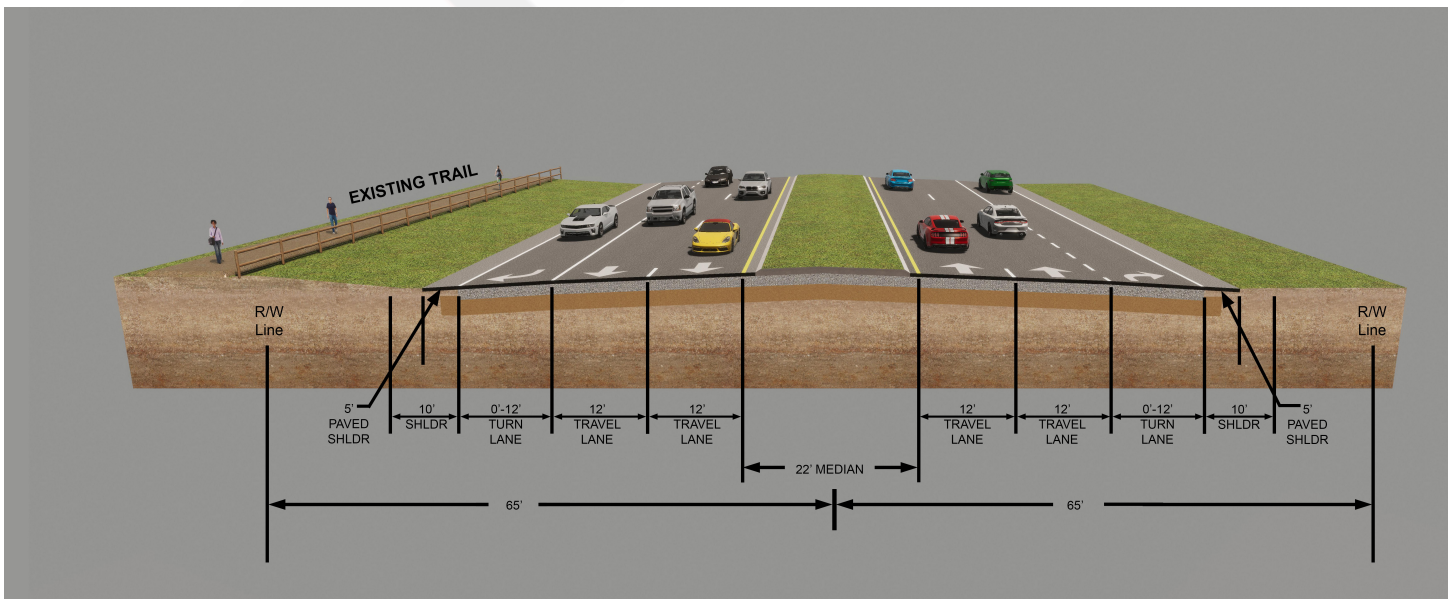 EXISTING TRAIL
R/W
Line
R/W
Line
5'
PAVED
SHLDR
10'
SHLDR
0'-12'
TURN
LANE
12'
TRAVEL
LANE
12'
TRAVEL
LANE
12'
TRAVEL
LANE
12'
TRAVEL
LANE
0'-12'
TURN
LANE
10'
SHLDR
5'
PAVED
SHLDR
22' MEDIAN
65'
65'